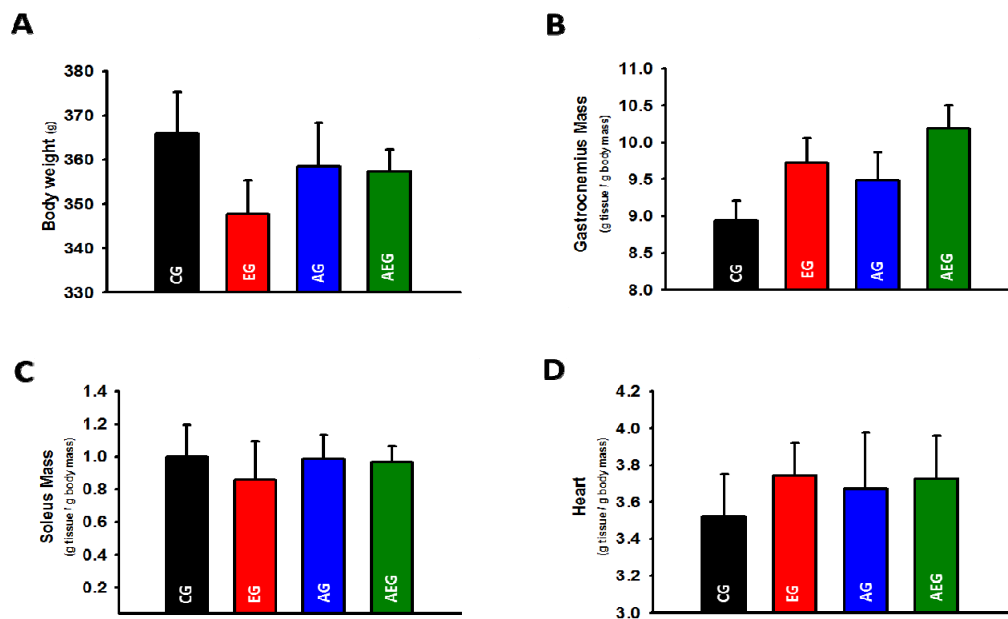 A
Body weight (g)
380
370
360
350
340
330
CG
EG
AG
AEG
B
Gastrocnemius Mass
(g tissue / g body mass)
11.0
10.5
10.0
9.5
9.0
8.5
8.0
CG
EG
AG
AEG
C
Soleus Mass
(g tissue / g body mass)
1.4
1.2
1.0
0.8
0.6
0.4
0.2
CG
EG
AG
AEG
D
Heart
(g tissue / g body mass)
4.2
4.0
3.8
3.6
3.4
3.2
3.0
CG
EG
AG
AEG